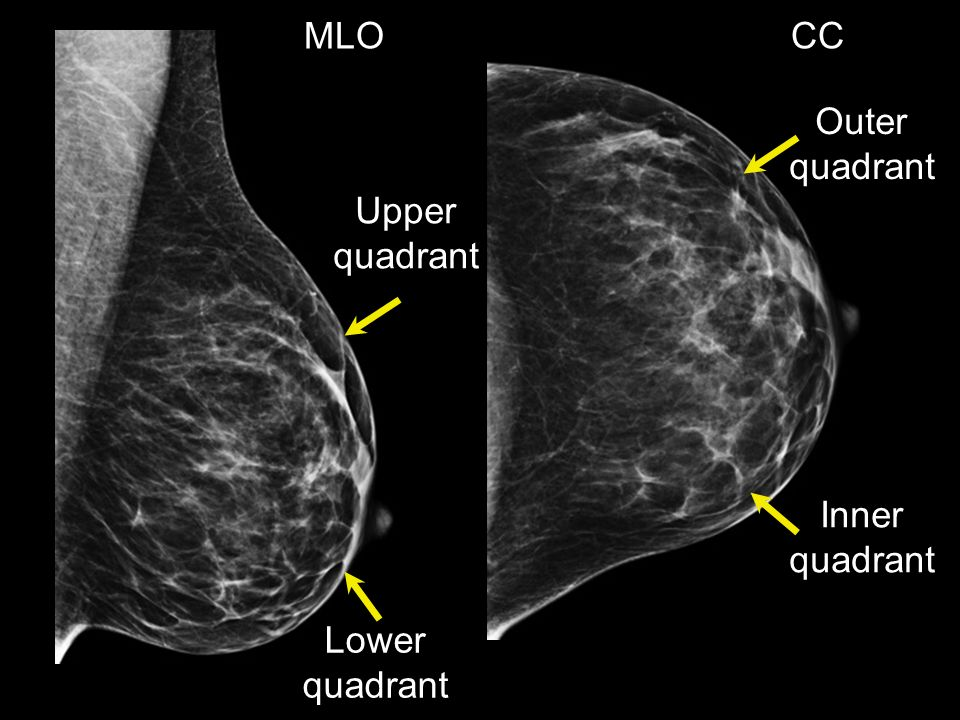 MLO
CC
Outer
quadrant
Upper
quadrant
Inner
quadrant
Lower
quadrant